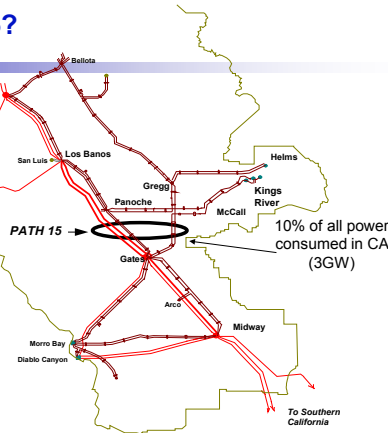 ?
Bellota
Los Banos
San Luis
Helms
Gregg
Panoche
Kings
River
McCall
PATH 15
10% of all power
consumed in CA
(3GW)
Gates
Arco
Midway
Morro Bay
Diablo Canyon
To Southern
California